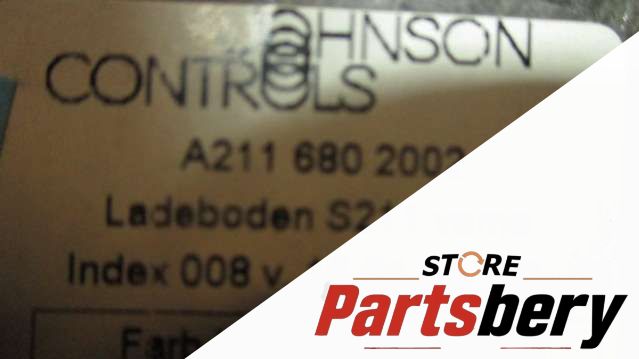 JOHNSON
CONTROLS
A211 680 2002
Ladeboden
Index 008 v.
STORE
Partsbery